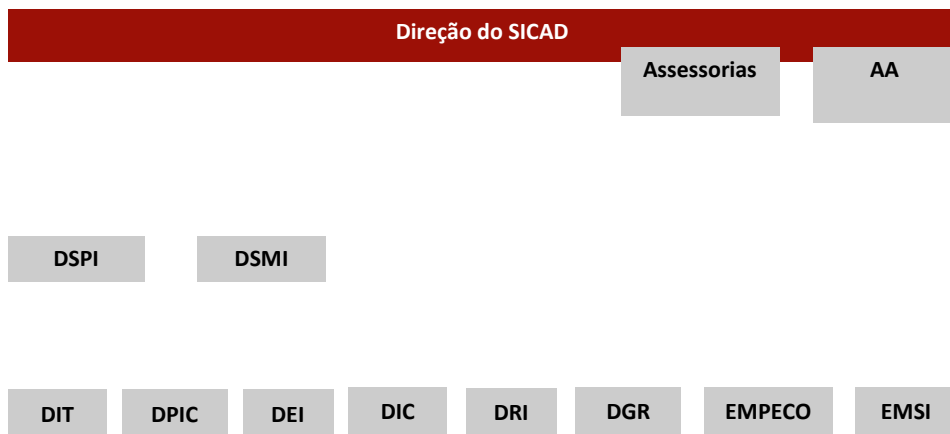 Direção do SICAD
Assessorias
AA
DSPI
DSMI
DIT
DPIC
DEI
DIC
DRI
DGR
EMPECO
EMSI